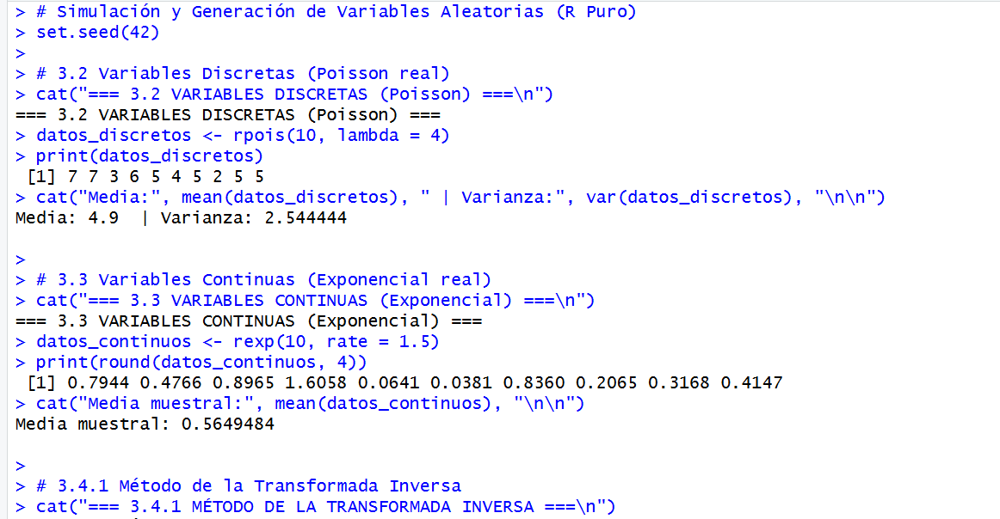 > # Simulación y Generación de Variables Aleatorias (R Puro)
> set.seed(42)
>
> # 3.2 Variables Discretas (Poisson real)
> cat("=== 3.2 VARIABLES DISCRETAS (Poisson) ===\n")
=== 3.2 VARIABLES DISCRETAS (Poisson) ===
> datos_discretos <- rpois(10, lambda = 4)
> print(datos_discretos)
 [1] 7 7 3 6 5 4 5 2 5 5
> cat("Media:", mean(datos_discretos), " | Varianza:", var(datos_discretos), "\n\n")
Media: 4.9  | Varianza: 2.544444

>
> # 3.3 Variables Continuas (Exponencial real)
> cat("=== 3.3 VARIABLES CONTINUAS (Exponencial) ===\n")
=== 3.3 VARIABLES CONTINUAS (Exponencial) ===
> datos_continuos <- rexp(10, rate = 1.5)
> print(round(datos_continuos, 4))
 [1] 0.7944 0.4766 0.8965 1.6058 0.0641 0.0381 0.8360 0.2065 0.3168 0.4147
> cat("Media muestral:", mean(datos_continuos), "\n\n")
Media muestral: 0.5649484

>
> # 3.4.1 Método de la Transformada Inversa
> cat("=== 3.4.1 MÉTODO DE LA TRANSFORMADA INVERSA ===\n")